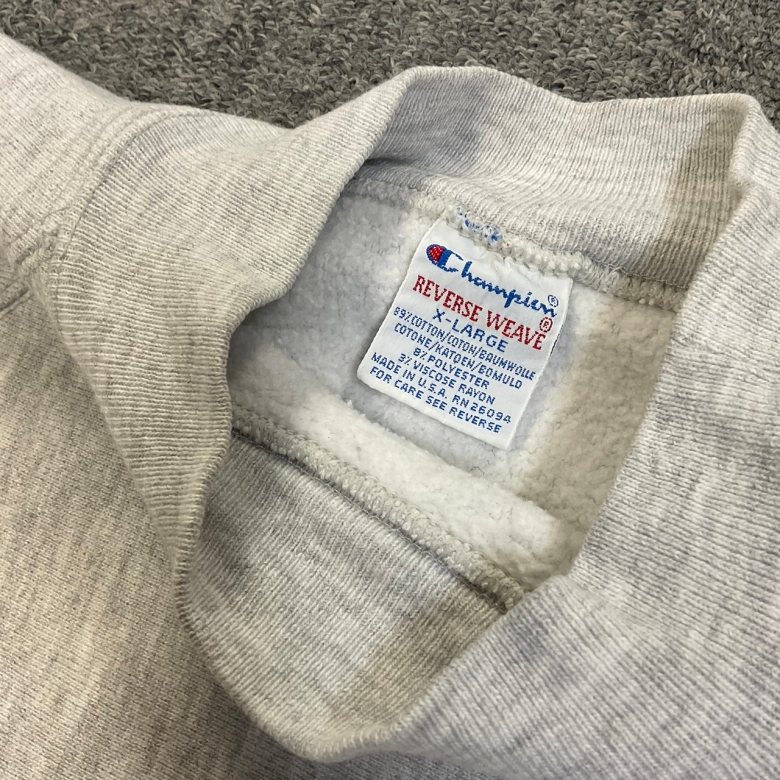 Champion®
REVERSE WEAVE®
X-LARGE
89% COTTON/COTON/BAUMWOLLE
COTONE/KATOEN/BOMULD
8% POLYESTER
3% VISCOSE RAYON
MADE IN U.S.A. RN 26094
FOR CARE SEE REVERSE